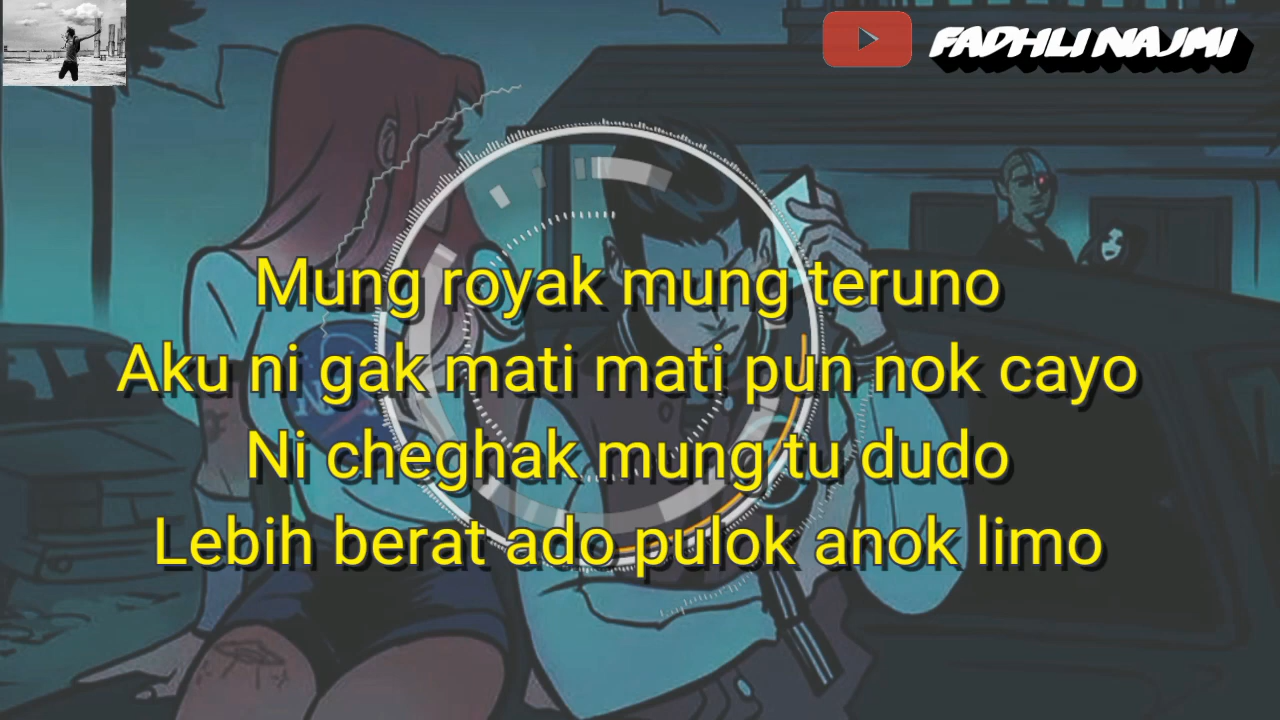 FADHLI NAJMI
Mung royak mung teruno
Aku ni gak mati mati pun nok cayo
Ni cheghak mung tu dudo
Lebih berat ado pulok anok limo